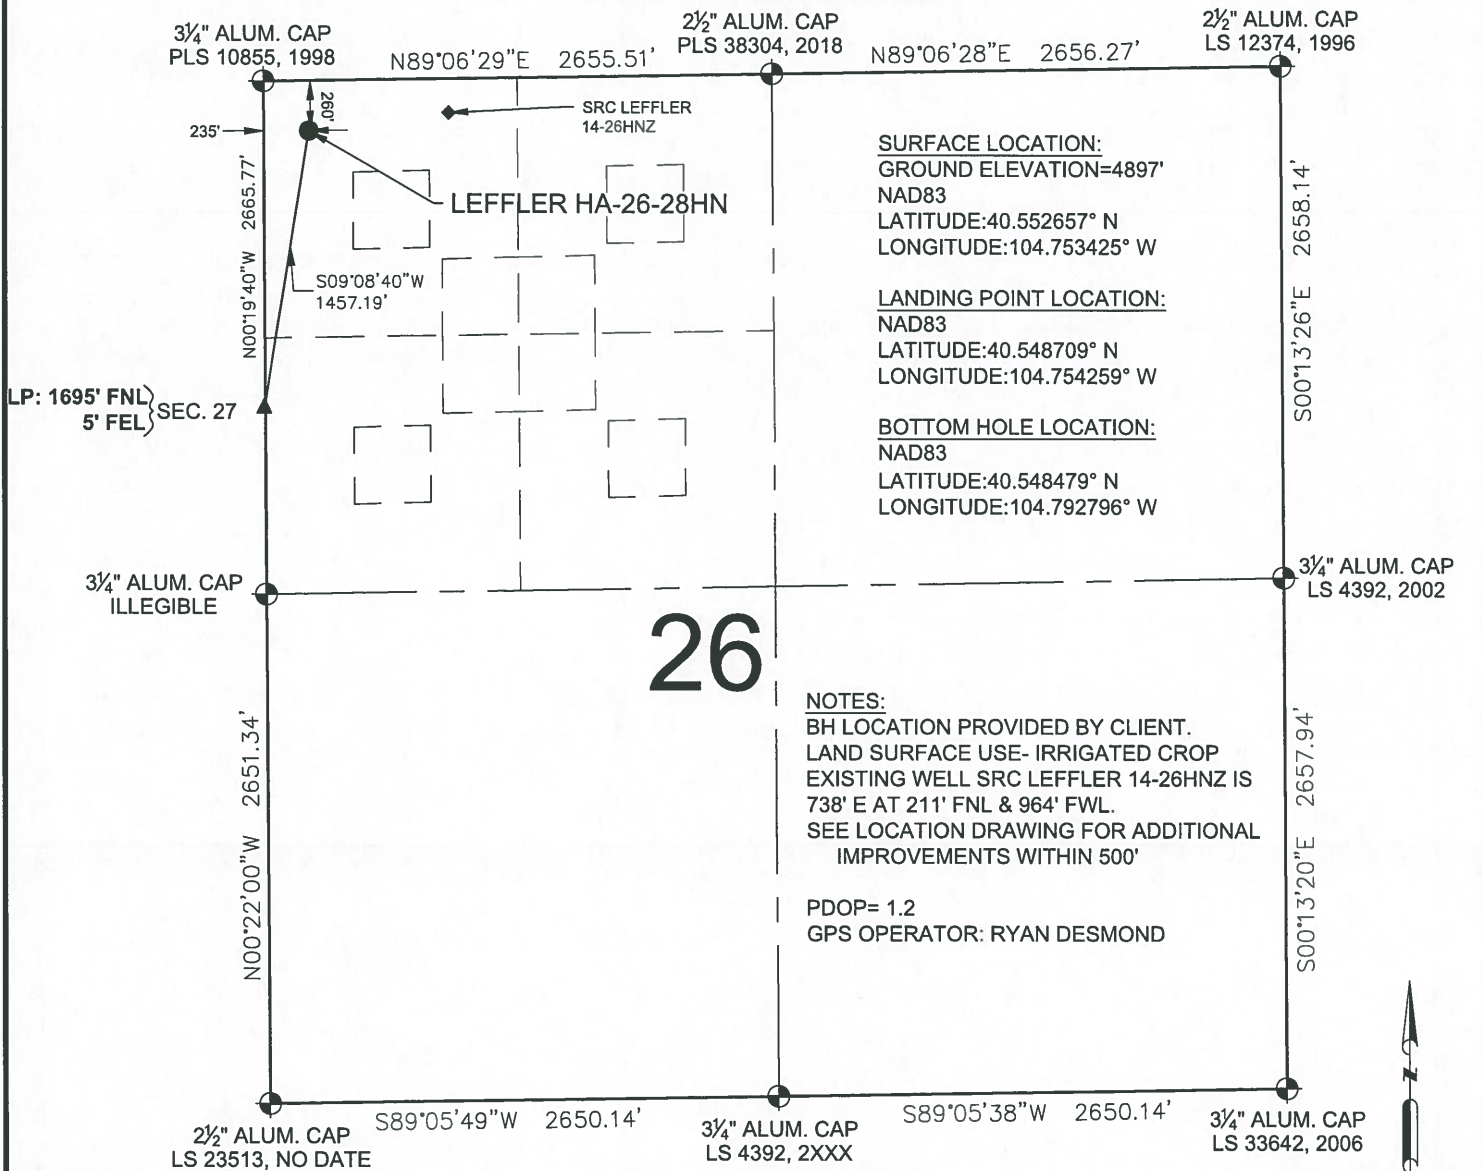 3¼" ALUM. CAP
PLS 10855, 1998
N89°06'29"E 2655.51'
2½" ALUM. CAP
PLS 38304, 2018
N89°06'28"E 2656.27'
2½" ALUM. CAP
LS 12374, 1996
260'
235'
SRC LEFFLER
14-26HNZ
LEFFLER HA-26-28HN
N00°19'40"W 2665.77'
S09°08'40"W
1457.19'
SURFACE LOCATION:
GROUND ELEVATION=4897'
NAD83
LATITUDE:40.552657° N
LONGITUDE:104.753425° W
LANDING POINT LOCATION:
NAD83
LATITUDE:40.548709° N
LONGITUDE:104.754259° W
BOTTOM HOLE LOCATION:
NAD83
LATITUDE:40.548479° N
LONGITUDE:104.792796° W
S00°13'26"E 2658.14'
LP: 1695' FNL
5' FEL
SEC. 27
3¼" ALUM. CAP
ILLEGIBLE
3¼" ALUM. CAP
LS 4392, 2002
26
N00°22'00"W 2651.34'
NOTES:
BH LOCATION PROVIDED BY CLIENT.
LAND SURFACE USE- IRRIGATED CROP
EXISTING WELL SRC LEFFLER 14-26HNZ IS
738' E AT 211' FNL & 964' FWL.
SEE LOCATION DRAWING FOR ADDITIONAL
IMPROVEMENTS WITHIN 500'
PDOP= 1.2
GPS OPERATOR: RYAN DESMOND
S00°13'20"E 2657.94'
N
2½" ALUM. CAP
LS 23513, NO DATE
S89°05'49"W 2650.14'
3¼" ALUM. CAP
LS 4392, 2XXX
S89°05'38"W 2650.14'
3¼" ALUM. CAP
LS 33642, 2006